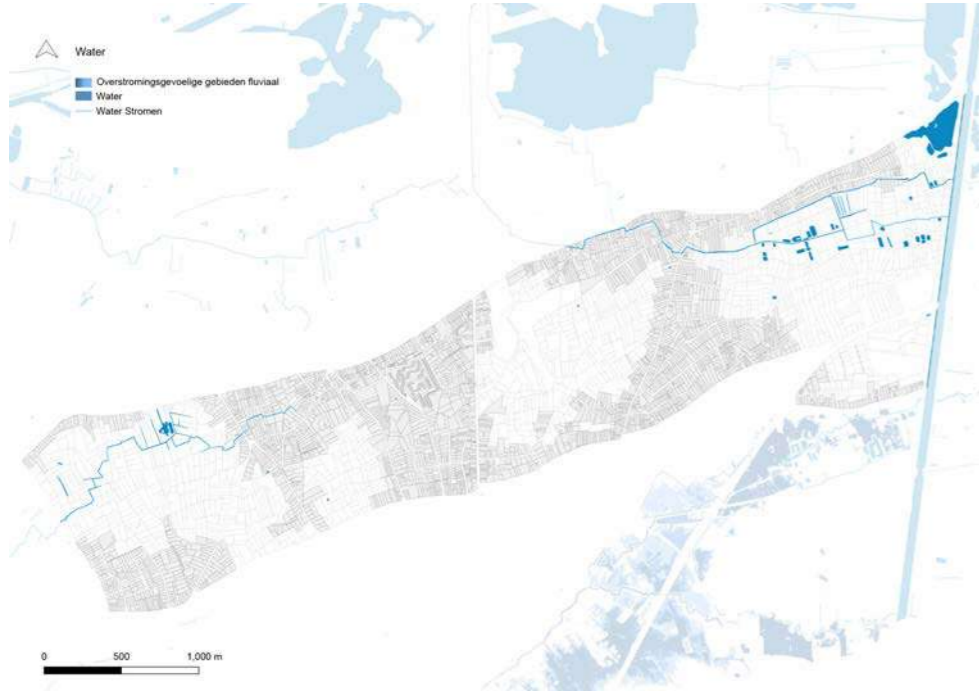 Water
Overstromingsgevoelige gebieden fluviaal
Water
Water Stromen
0 500 1,000 m